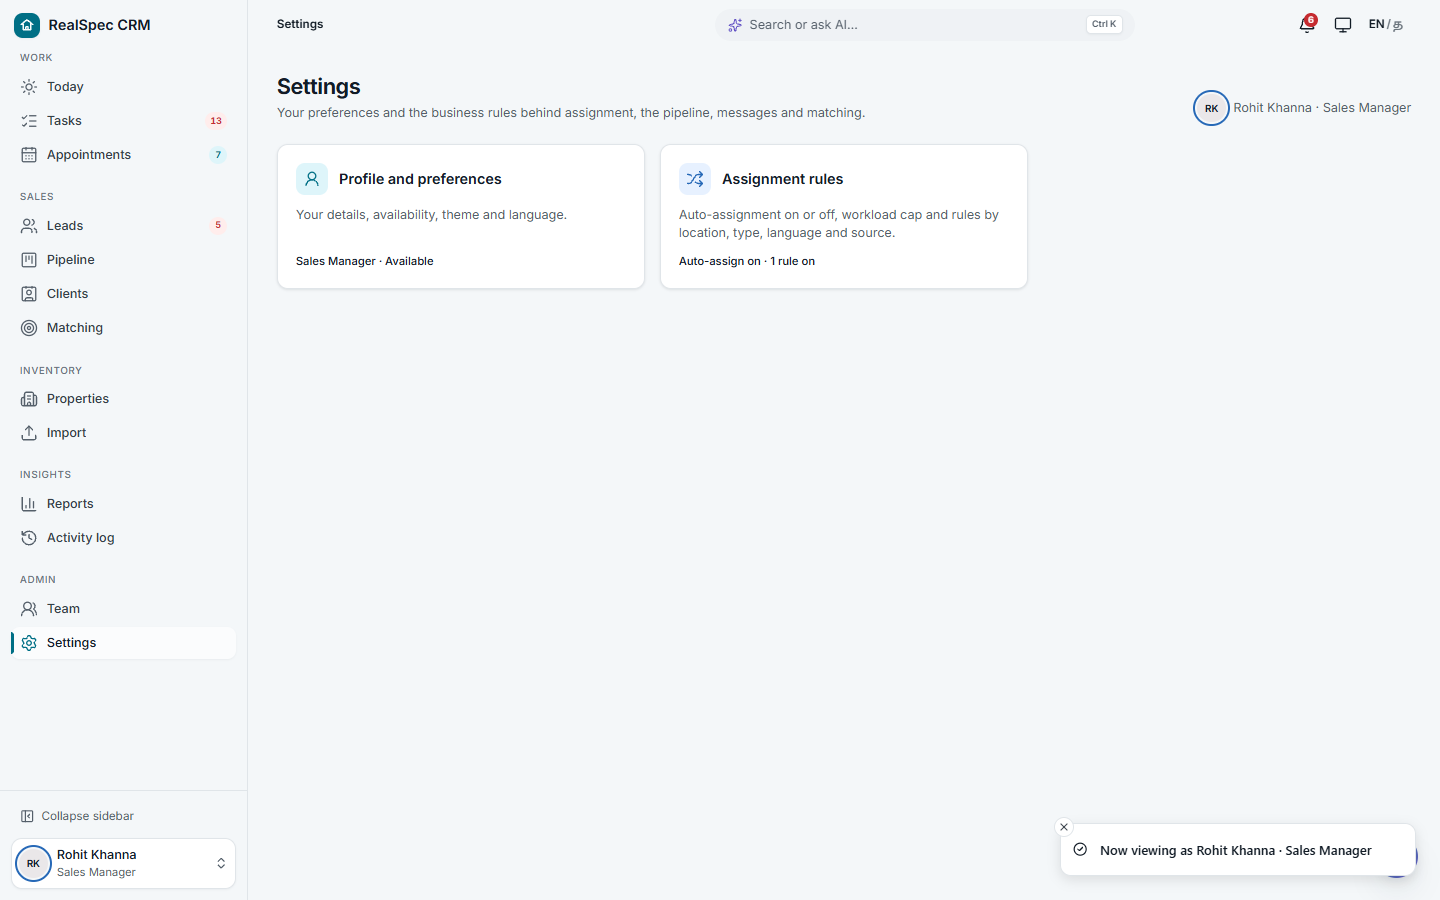 RealSpec CRM
WORK
Today
Tasks
13
Appointments
7
SALES
Leads
5
Pipeline
Clients
Matching
INVENTORY
Properties
Import
INSIGHTS
Reports
Activity log
ADMIN
Team
Settings
Collapse sidebar
RK
Rohit Khanna
Sales Manager
Settings
Search or ask AI...
Ctrl K
6
EN / த
Settings
Your preferences and the business rules behind assignment, the pipeline, messages and matching.
RK
Rohit Khanna · Sales Manager
Profile and preferences
Your details, availability, theme and language.
Sales Manager · Available
Assignment rules
Auto-assignment on or off, workload cap and rules by
location, type, language and source.
Auto-assign on · 1 rule on
Now viewing as Rohit Khanna · Sales Manager